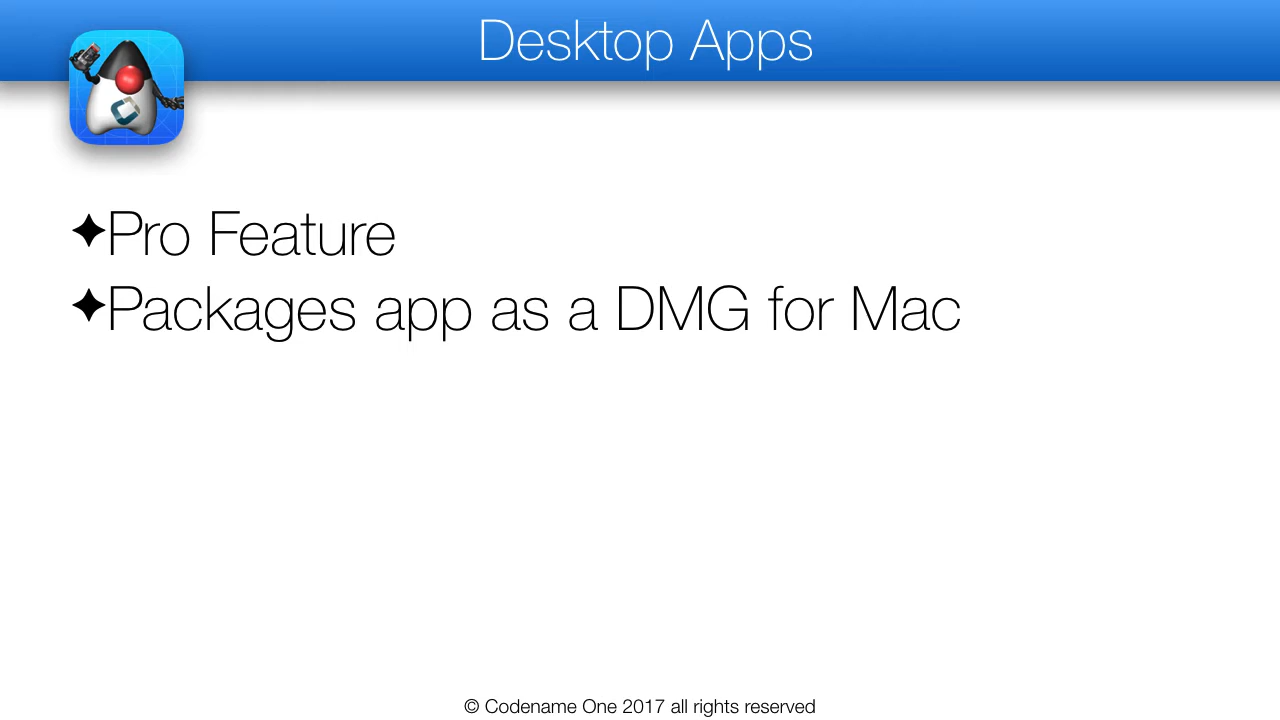 Desktop Apps
✦Pro Feature
✦Packages app as a DMG for Mac
© Codename One 2017 all rights reserved